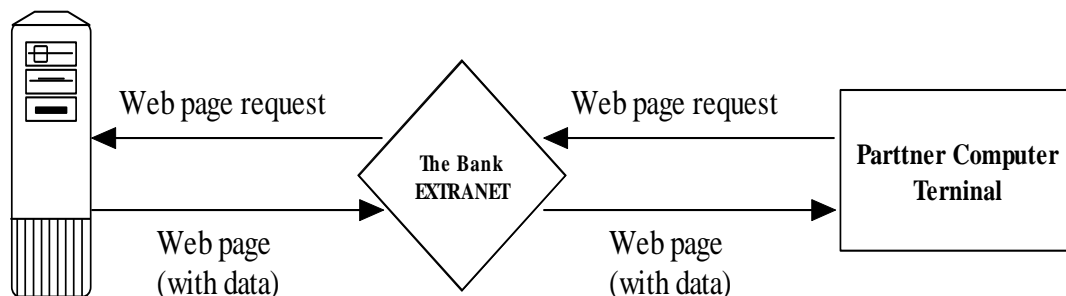 Web page request
Web page request
The Bank
EXTRANET
Parttner Computer
Terninal
Web page
(with data)
Web page
(with data)